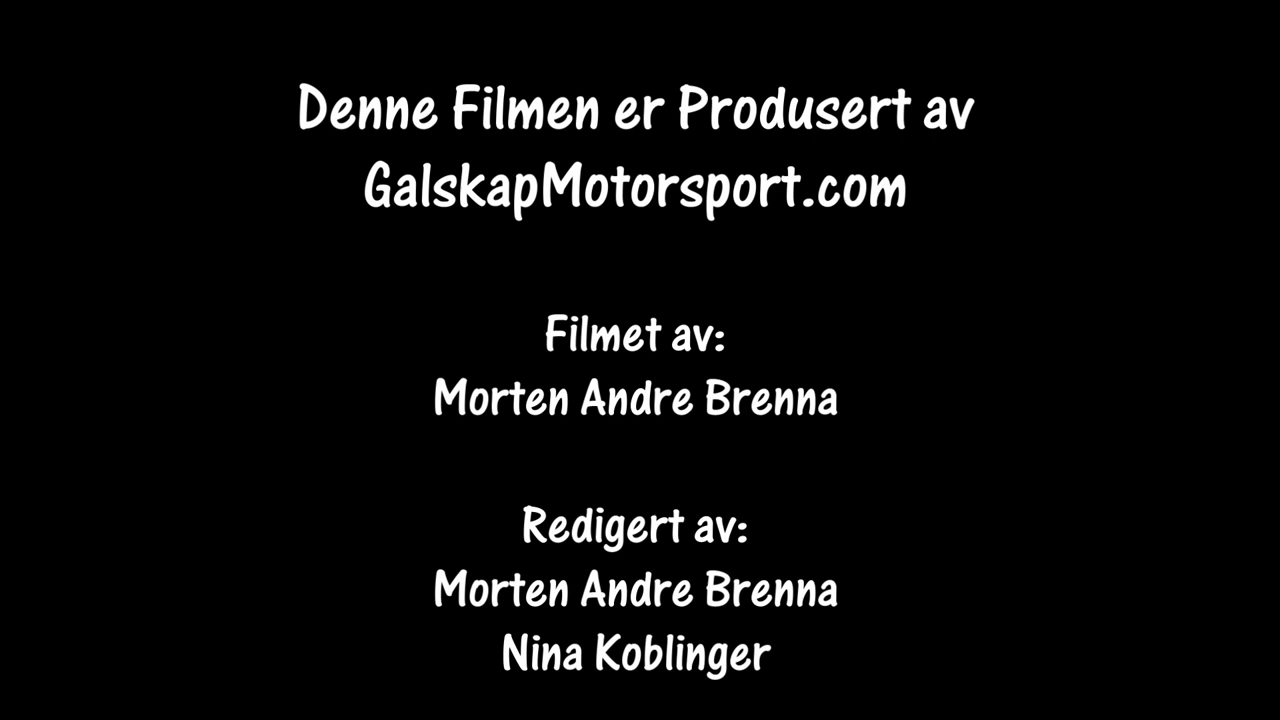 Denne Filmen er Produsert av
GalskapMotorsport.com
Filmet av:
Morten Andre Brenna
Redigert av:
Morten Andre Brenna
Nina Koblinger